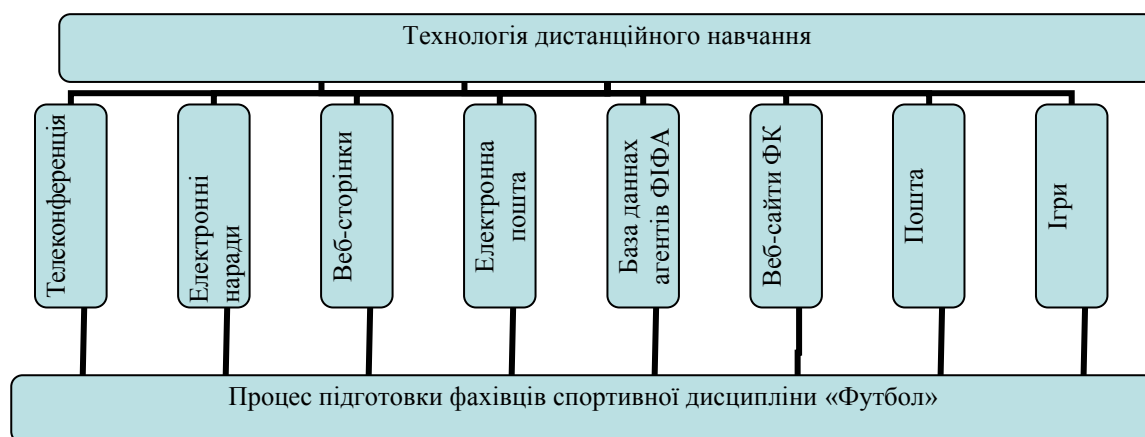 Технологія дистанційного навчання
Телеконференція
Електронні
наради
Веб-сторінки
Електронна
пошта
База даннах
агентів ФІФА
Веб-сайти ФК
Пошта
Ігри
Процес підготовки фахівців спортивної дисципліни «Футбол»